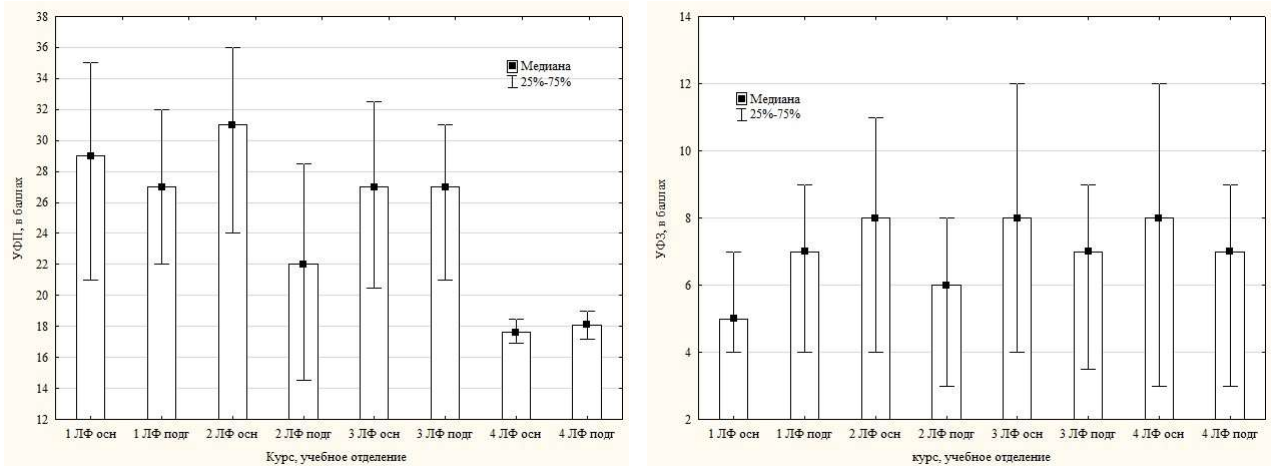 38
36
34
32
30
28
26
24
22
20
18
16
14
12
УФП, в баллах
Медиана
25%-75%
1 ЛФ осн 1 ЛФ подг 2 ЛФ осн 2 ЛФ подг 3 ЛФ осн 3 ЛФ подг 4 ЛФ осн 4 ЛФ подг
Курс, учебное отделение
14
12
10
8
6
4
2
УФЗ, в баллах
Медиана
25%-75%
1 ЛФ осн 1 ЛФ подг 2 ЛФ осн 2 ЛФ подг 3 ЛФ осн 3 ЛФ подг 4 ЛФ осн 4 ЛФ подг
курс, учебное отделение